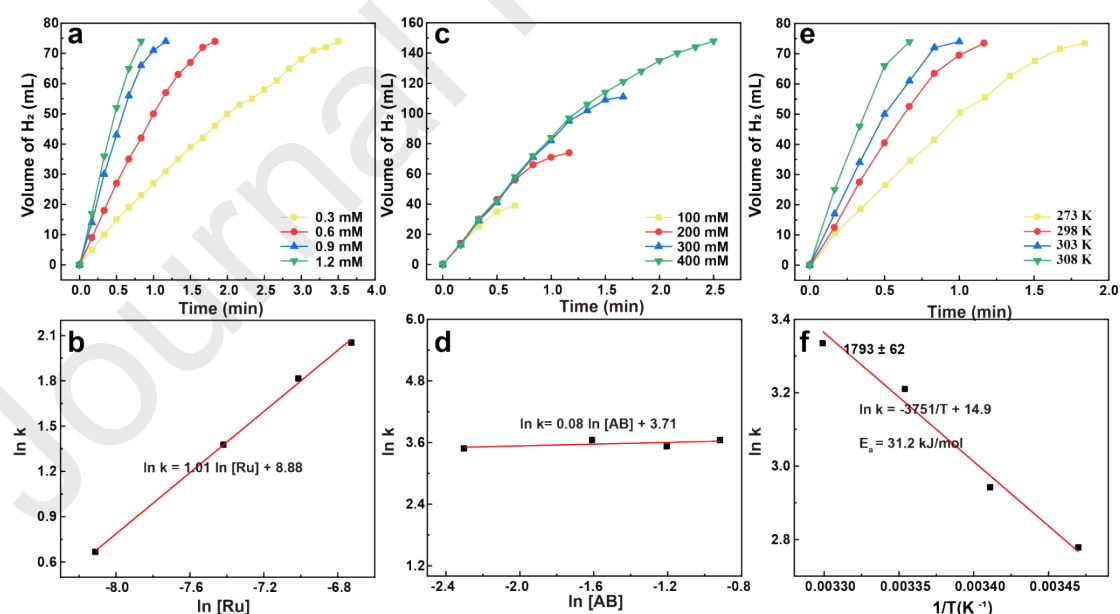 Journal
a
Volume of H₂ (mL)
80
70
60
50
40
30
20
10
0
0.3 mM
0.6 mM
0.9 mM
1.2 mM
0.0 0.5 1.0 1.5 2.0 2.5 3.0 3.5 4.0
Time (min)
c
Volume of H₂ (mL)
160
140
120
100
80
60
40
20
0
100 mM
200 mM
300 mM
400 mM
0.0 0.5 1.0 1.5 2.0 2.5
Time (min)
e
Volume of H₂ (mL)
80
70
60
50
40
30
20
10
0
273 K
298 K
303 K
308 K
0.0 0.5 1.0 1.5 2.0
Time (min)
b
ln k
2.1
1.8
1.5
1.2
0.9
0.6
ln k = 1.01 ln [Ru] + 8.88
-8.0 -7.6 -7.2 -6.8
ln [Ru]
d
ln k
6.0
4.8
3.6
2.4
1.2
ln k= 0.08 ln [AB] + 3.71
-2.4 -2.0 -1.6 -1.2 -0.8
ln [AB]
f
ln k
3.4
3.2
3.0
2.8
1793 ± 62
ln k = -3751/T + 14.9
Eₐ = 31.2 kJ/mol
0.00330 0.00335 0.00340 0.00345
1/T(K⁻¹)